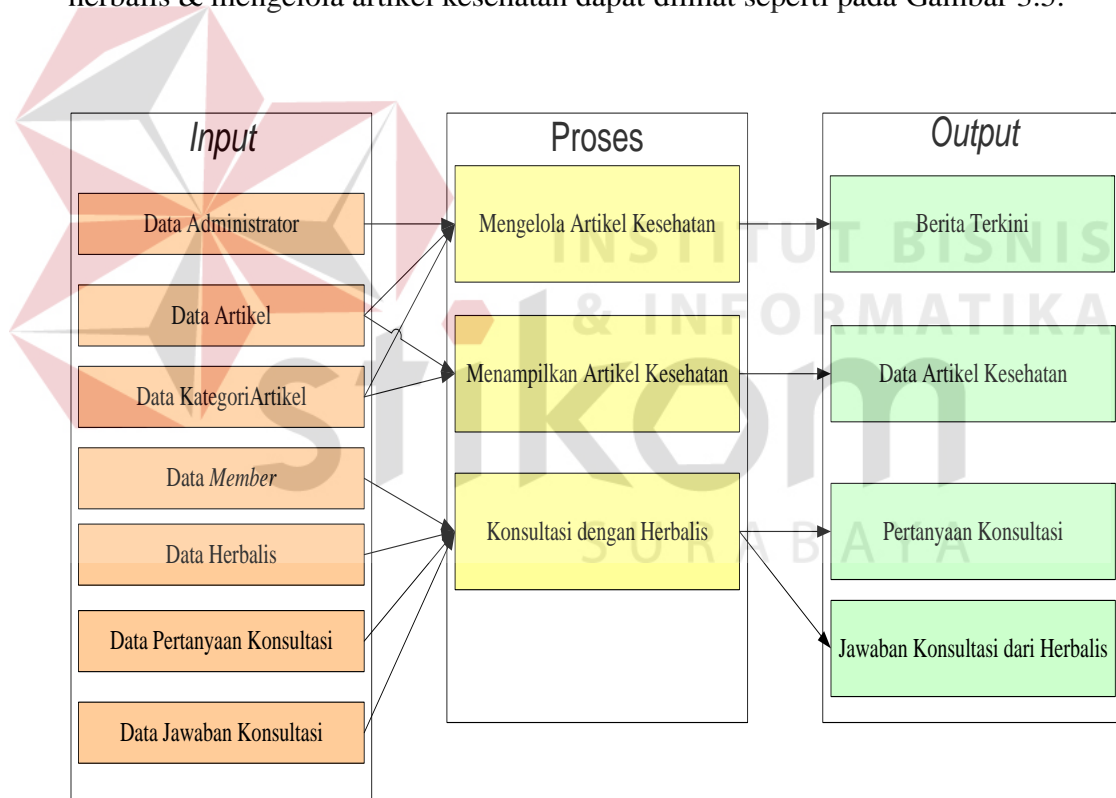 herbalis & mengelola artikel kesehatan dapat dilihat seperti pada Gambar 3.3.
Input
Data Administrator
Data Artikel
Data KategoriArtikel
Data Member
Data Herbalis
Data Pertanyaan Konsultasi
Data Jawaban Konsultasi
Proses
Mengelola Artikel Kesehatan
Menampilkan Artikel Kesehatan
Konsultasi dengan Herbalis
Output
Berita Terkini
Data Artikel Kesehatan
Pertanyaan Konsultasi
Jawaban Konsultasi dari Herbalis
INSTITUT BISNIS
& INFORMATIKA
stikom
SURABAYA